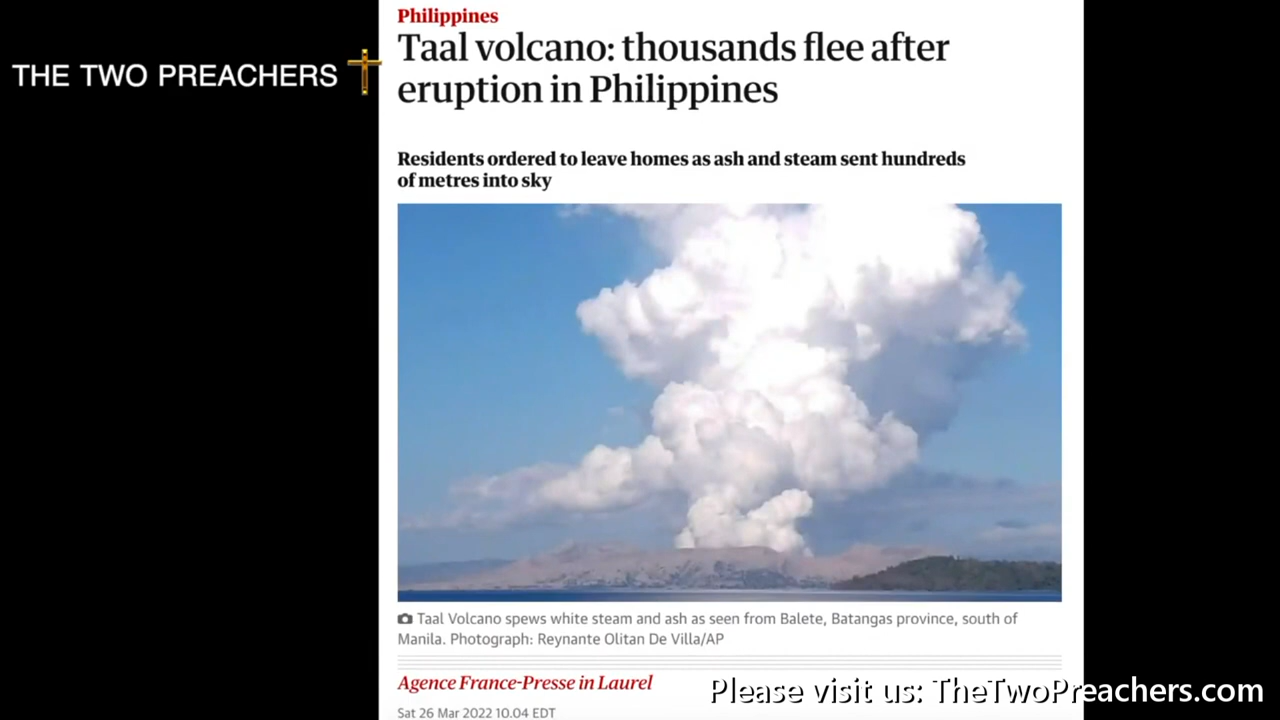 THE TWO PREACHERS
Philippines
Taal volcano: thousands flee after
eruption in Philippines
Residents ordered to leave homes as ash and steam sent hundreds
of metres into sky
Taal Volcano spews white steam and ash as seen from Balete, Batangas province, south of
Manila. Photograph: Reynante Olitan De Villa/AP
Agence France-Presse in Laurel
Sat 26 Mar 2022 10.04 EDT
Please visit us: TheTwoPreachers.com